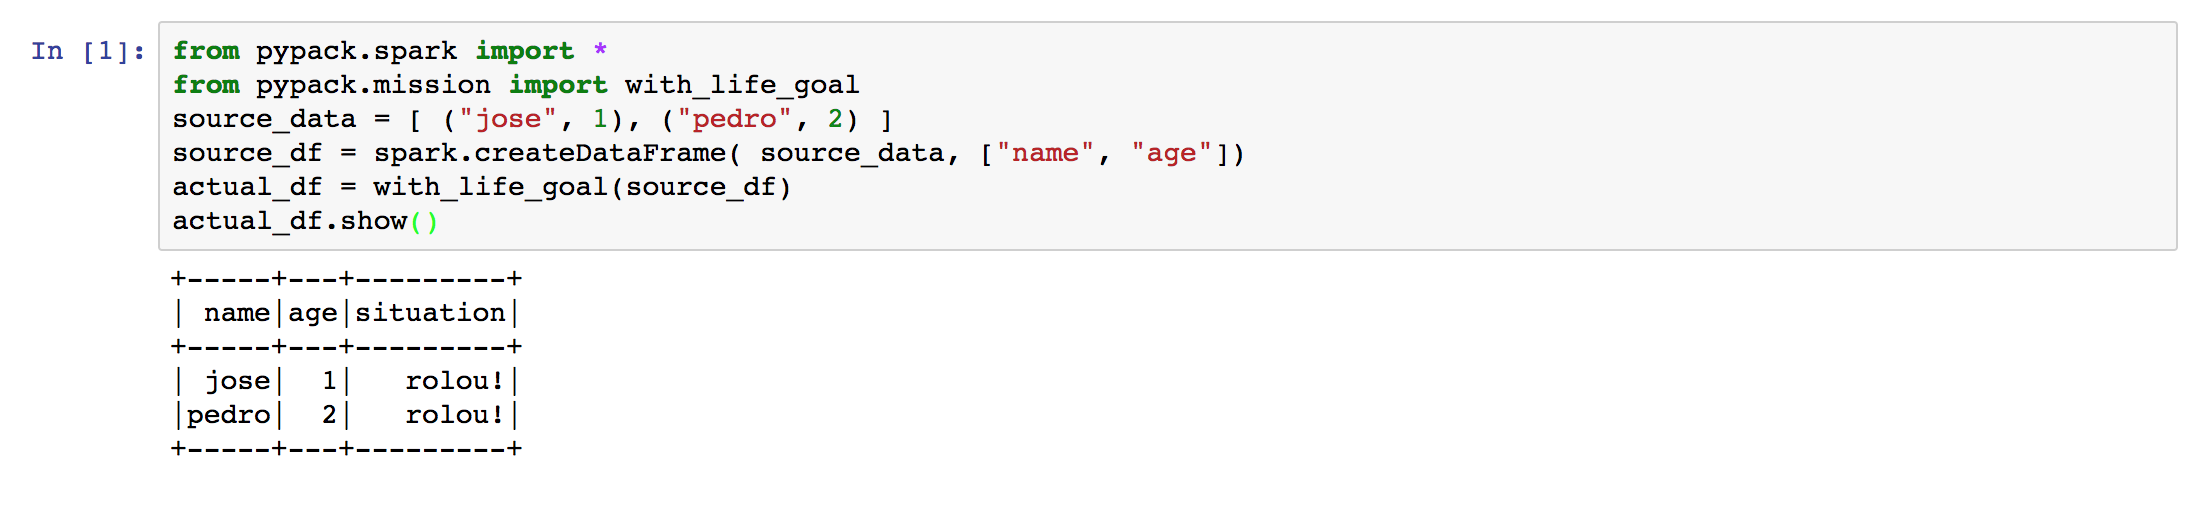 In [1]: from pypack.spark import *
from pypack.mission import with_life_goal
source_data = [ ("jose", 1), ("pedro", 2) ]
source_df = spark.createDataFrame( source_data, ["name", "age"])
actual_df = with_life_goal(source_df)
actual_df.show()
+-----+---+---------+
| name|age|situation|
+-----+---+---------+
| jose|  1|   rolou!|
|pedro|  2|   rolou!|
+-----+---+---------+